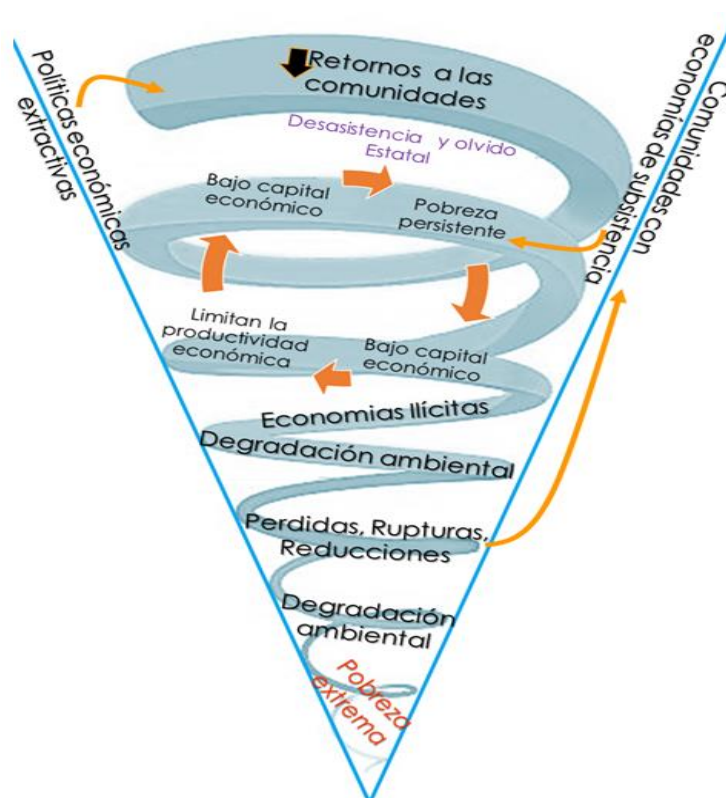 Políticas económicas
extractivas
Retornos a las
comunidades
Comunidades con
economías de subsistencia
Desasistencia y olvido
Estatal
Bajo capital
económico
Pobreza
persistente
Limitan la
productividad
económica
Bajo capital
económico
Economias Ilícitas
Degradación ambiental
Perdidas, Rupturas,
Reducciones
Degradación
ambiental
Pobreza
extrema